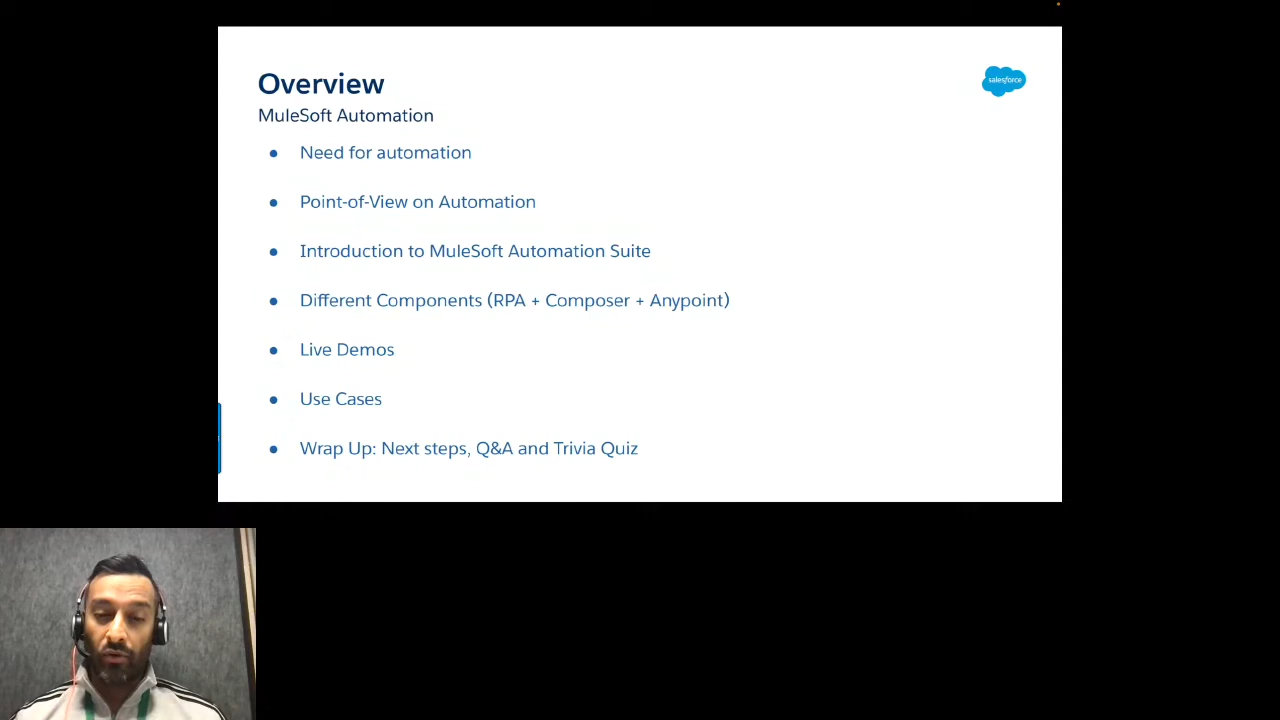 Overview
salesforce
MuleSoft Automation
● Need for automation
● Point-of-View on Automation
● Introduction to MuleSoft Automation Suite
● Different Components (RPA + Composer + Anypoint)
● Live Demos
● Use Cases
● Wrap Up: Next steps, Q&A and Trivia Quiz